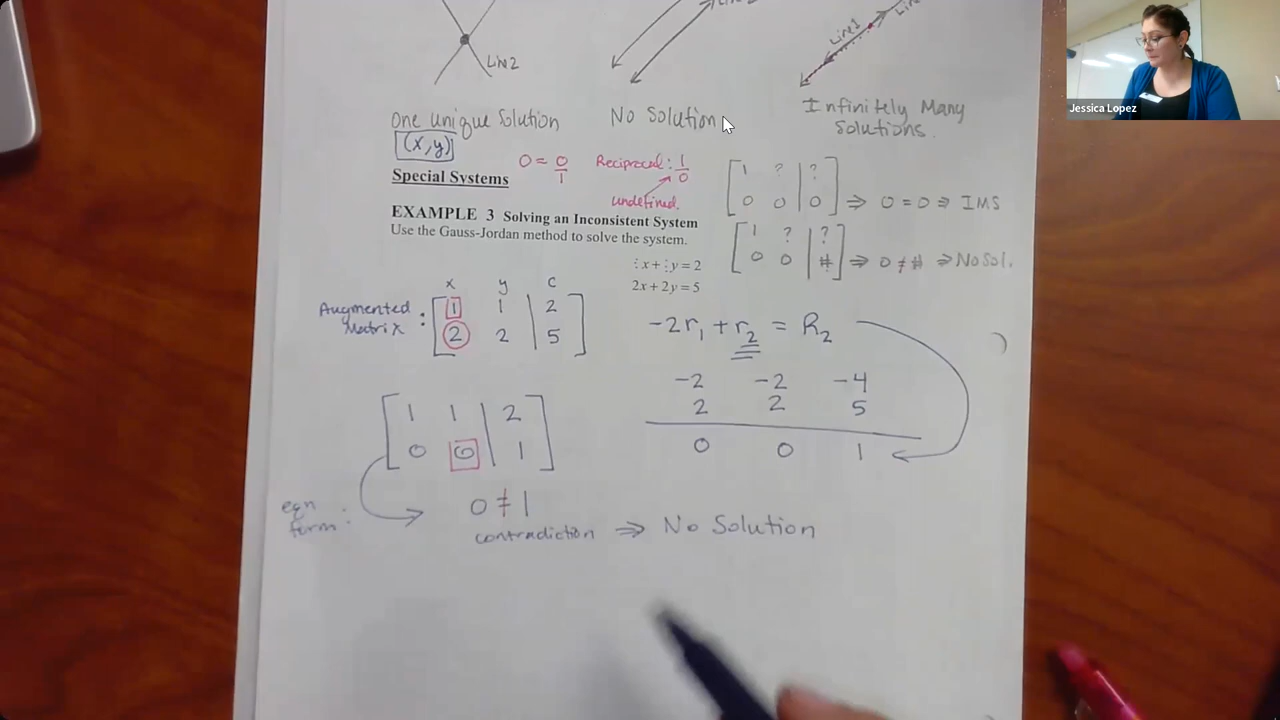 Line2
One unique Solution
(x,y)
No Solution
Infinitely Many
Solutions.
Special Systems
0 = 0/1
Reciprocal: 1/0
undefined.
[1 ? | ?]
[0 0 | 0] ⇒ 0 = 0 ⇒ IMS
[1 ? | ?]
[0 0 | #] ⇒ 0 ≠ # ⇒ No Sol.
EXAMPLE 3 Solving an Inconsistent System
Use the Gauss-Jordan method to solve the system.
⋮x+⋮y = 2
2x + 2y = 5
Augmented
Matrix :
x y c
[1 1 | 2]
[2 2 | 5]
-2r₁ + r₂ = R₂
-2 -2 -4
2 2 5
0 0 1
[1 1 | 2]
[0 0 | 1]
eqn
form:
0 ≠ 1
contradiction ⇒ No Solution
Line1
Jessica Lopez